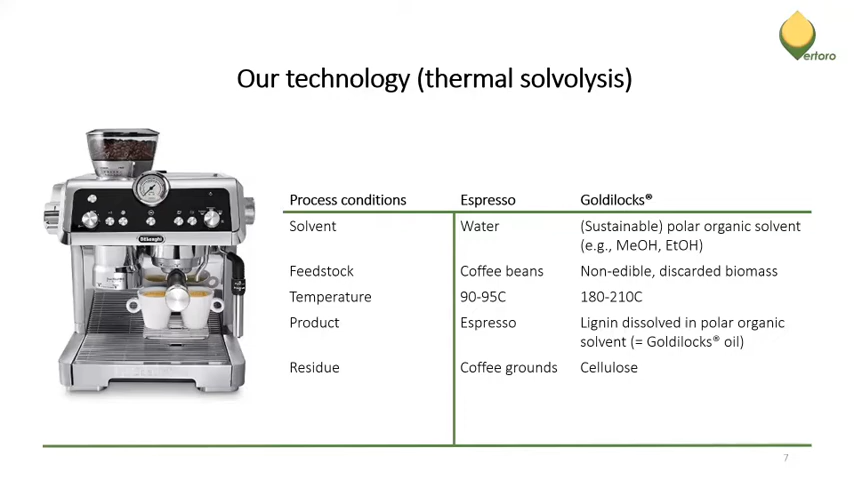 ertoro
Our technology (thermal solvolysis)
Process conditions Espresso Goldilocks®
Solvent Water (Sustainable) polar organic solvent
(e.g., MeOH, EtOH)
Feedstock Coffee beans Non-edible, discarded biomass
Temperature 90-95C 180-210C
Product Espresso Lignin dissolved in polar organic
solvent (= Goldilocks® oil)
Residue Coffee grounds Cellulose
DeLonghi
7